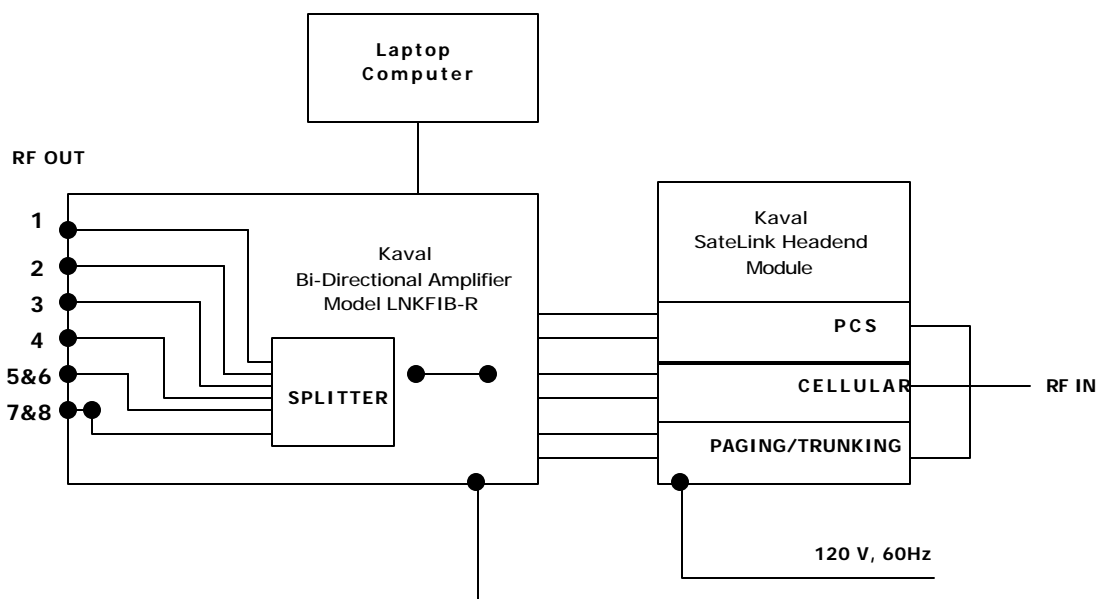 Laptop
Computer
RF OUT
1
2
3
4
5&6
7&8
Kaval
Bi-Directional Amplifier
Model LNKFIB-R
SPLITTER
Kaval
SateLink Headend
Module
PCS
CELLULAR
PAGING/TRUNKING
RF IN
120 V, 60Hz